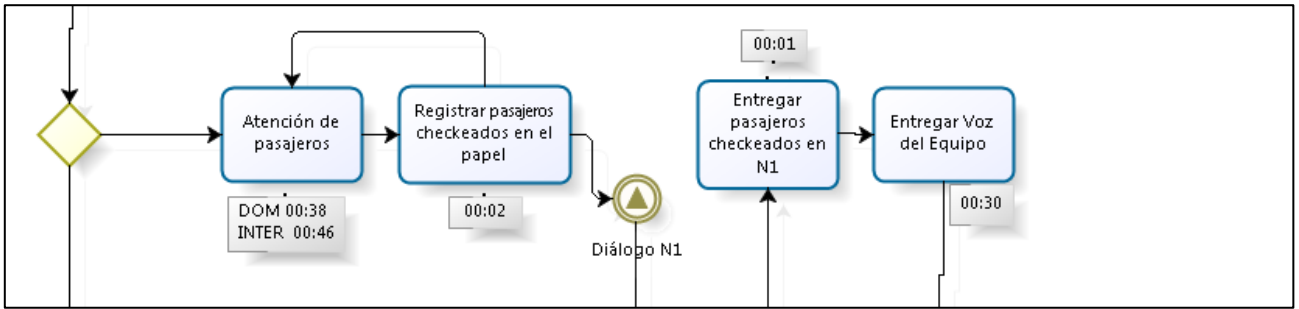 Atención de
pasajeros
DOM 00:38
INTER 00:46
Registrar pasajeros
checkeados en el
papel
00:02
Diálogo N1
00:01
Entregar
pasajeros
checkeados en
N1
Entregar Voz
del Equipo
00:30